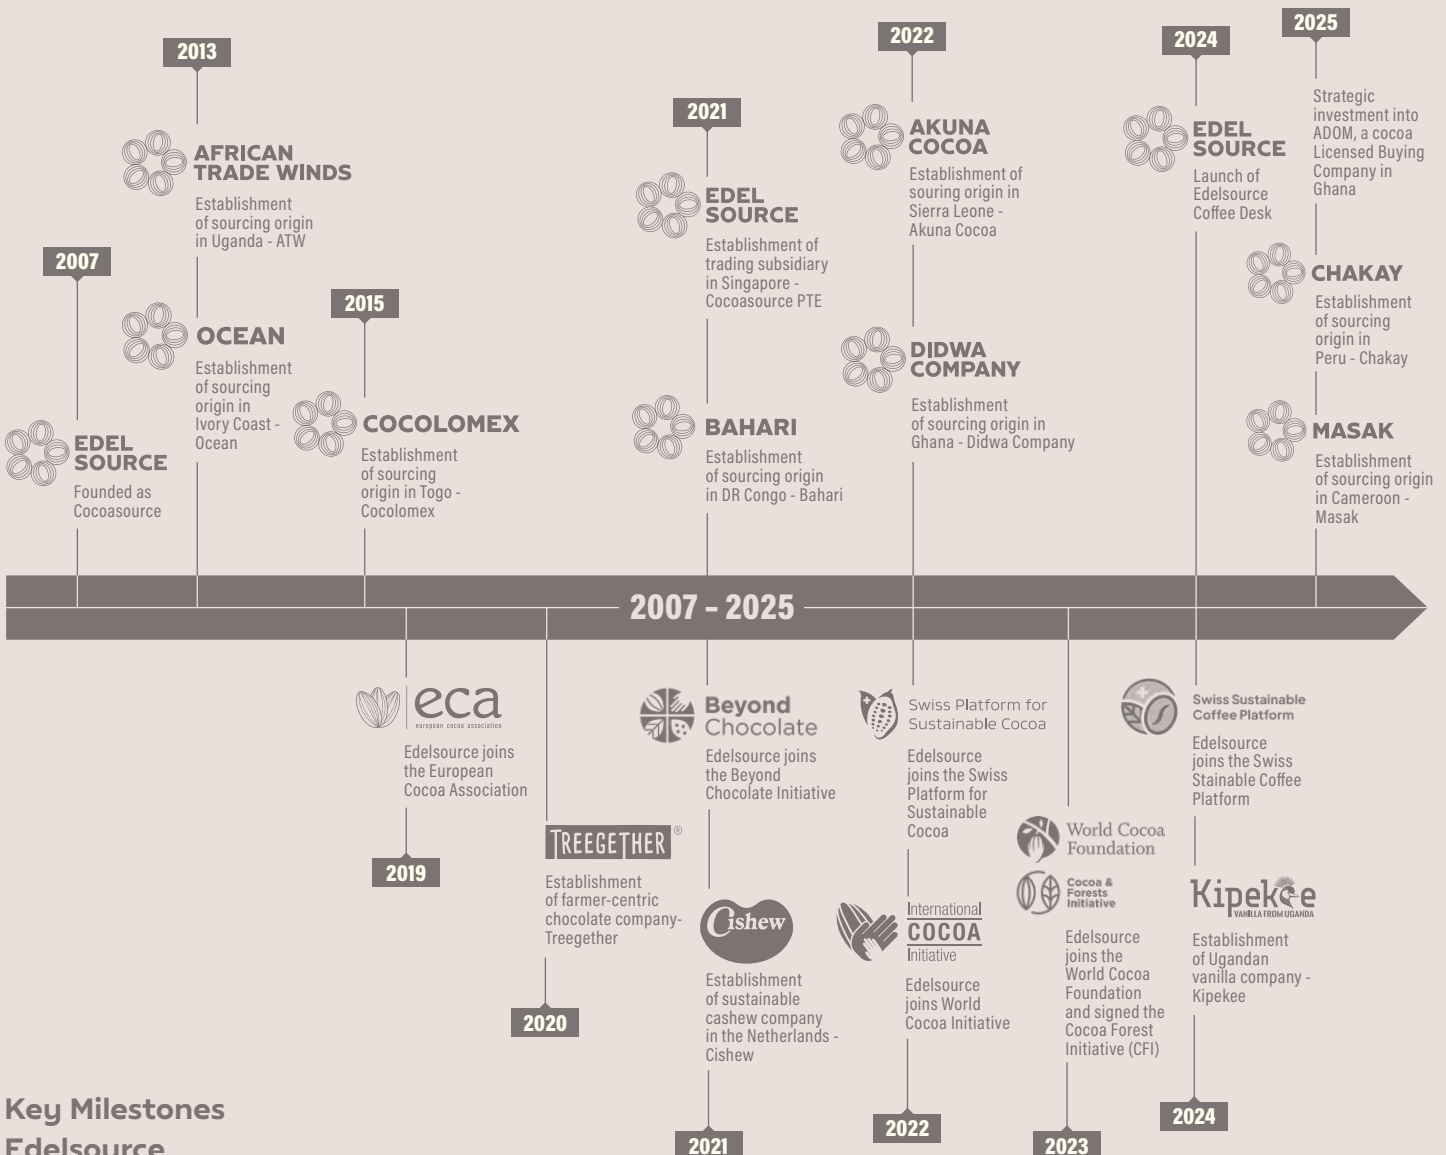 2007
EDEL
SOURCE
Founded as
Cocoasource
2013
AFRICAN
TRADE WINDS
Establishment
of sourcing origin
in Uganda - ATW
OCEAN
Establishment
of sourcing
origin in
Ivory Coast -
Ocean
2015
COCOLOMEX
Establishment
of sourcing
origin in Togo -
Cocolomex
2021
EDEL
SOURCE
Establishment of
trading subsidiary
in Singapore -
Cocoasource PTE
BAHARI
Establishment
of sourcing origin
in DR Congo - Bahari
2022
AKUNA
COCOA
Establishment of
souring origin in
Sierra Leone -
Akuna Cocoa
DIDWA
COMPANY
Establishment
of sourcing origin in
Ghana - Didwa Company
2024
EDEL
SOURCE
Launch of
Edelsource
Coffee Desk
2025
Strategic
investment into
ADOM, a cocoa
Licensed Buying
Company in
Ghana
CHAKAY
Establishment
of sourcing
origin in
Peru - Chakay
MASAK
Establishment
of sourcing origin
in Cameroon -
Masak
2007 - 2025
eca
european cocoa association
Edelsource joins
the European
Cocoa Association
2019
TREEGETHER®
Establishment
of farmer-centric
chocolate company-
Treegether
2020
Beyond
Chocolate
Edelsource joins
the Beyond
Chocolate Initiative
Cishew
Establishment
of sustainable
cashew company
in the Netherlands -
Cishew
2021
Swiss Platform for
Sustainable Cocoa
Edelsource
joins the Swiss
Platform for
Sustainable
Cocoa
International
COCOA
Initiative
Edelsource
joins World
Cocoa Initiative
2022
World Cocoa
Foundation
Cocoa &
Forests
Initiative
Edelsource
joins the
World Cocoa
Foundation
and signed the
Cocoa Forest
Initiative (CFI)
2023
Swiss Sustainable
Coffee Platform
Edelsource
joins the Swiss
Stainable Coffee
Platform
Kipekee
VANILLA FROM UGANDA
Establishment
of Ugandan
vanilla company -
Kipekee
2024
Key Milestones
Edelsource